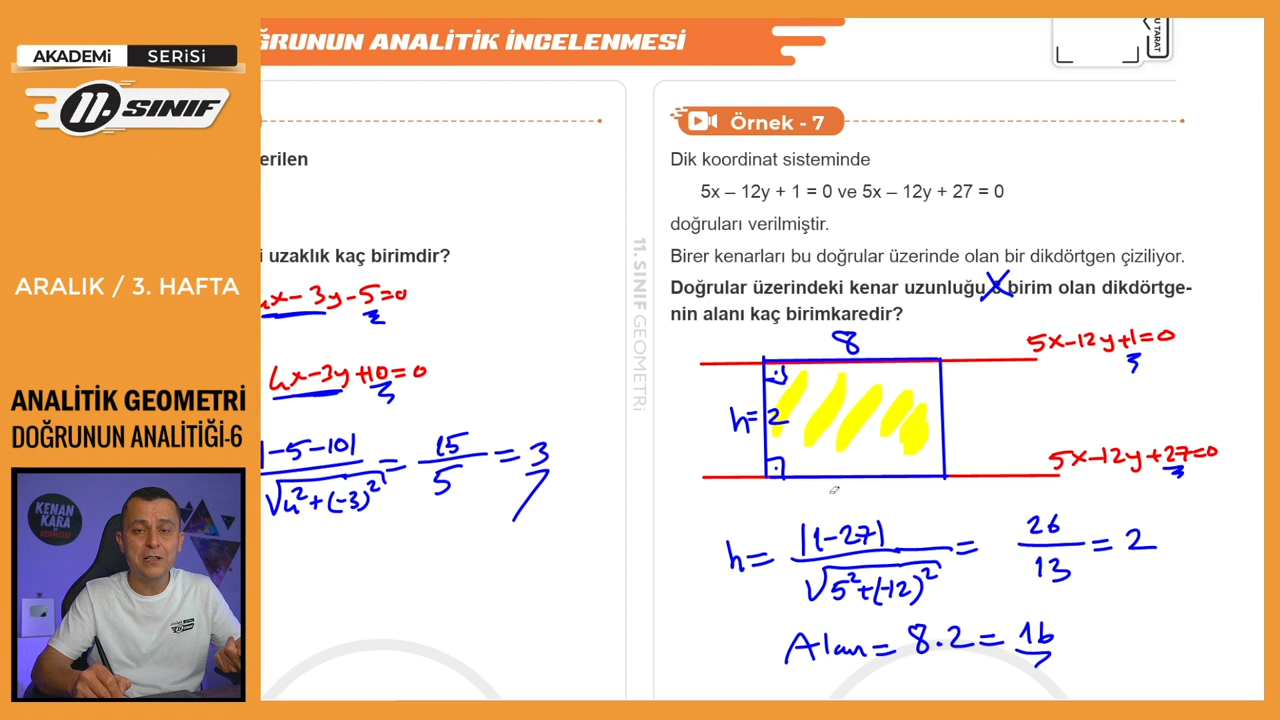 AKADEMİ SERİSİ
11. SINIF
ARALIK / 3. HAFTA
ANALİTİK GEOMETRİ
DOĞRUNUN ANALİTİĞİ-6
KENAN
KARA
11. SINIF
ĞRUNUN ANALİTİK İNCELENMESİ
erilen
i uzaklık kaç birimdir?
4x-3y-5=0
4x-3y+10=0
|-5-10|
√4²+(-3)² = 15/5 = 3
11. SINIF GEOMETRİ
U TARAT
Örnek - 7
Dik koordinat sisteminde
5x – 12y + 1 = 0 ve 5x – 12y + 27 = 0
doğruları verilmiştir.
Birer kenarları bu doğrular üzerinde olan bir dikdörtgen çiziliyor.
Doğrular üzerindeki kenar uzunluğu 8 birim olan dikdörtge-
nin alanı kaç birimkaredir?
8
5x-12y+1=0
h=2
5x-12y+27=0
h= |1-27| / √5²+(-12)² = 26/13 = 2
Alan= 8.2= 16